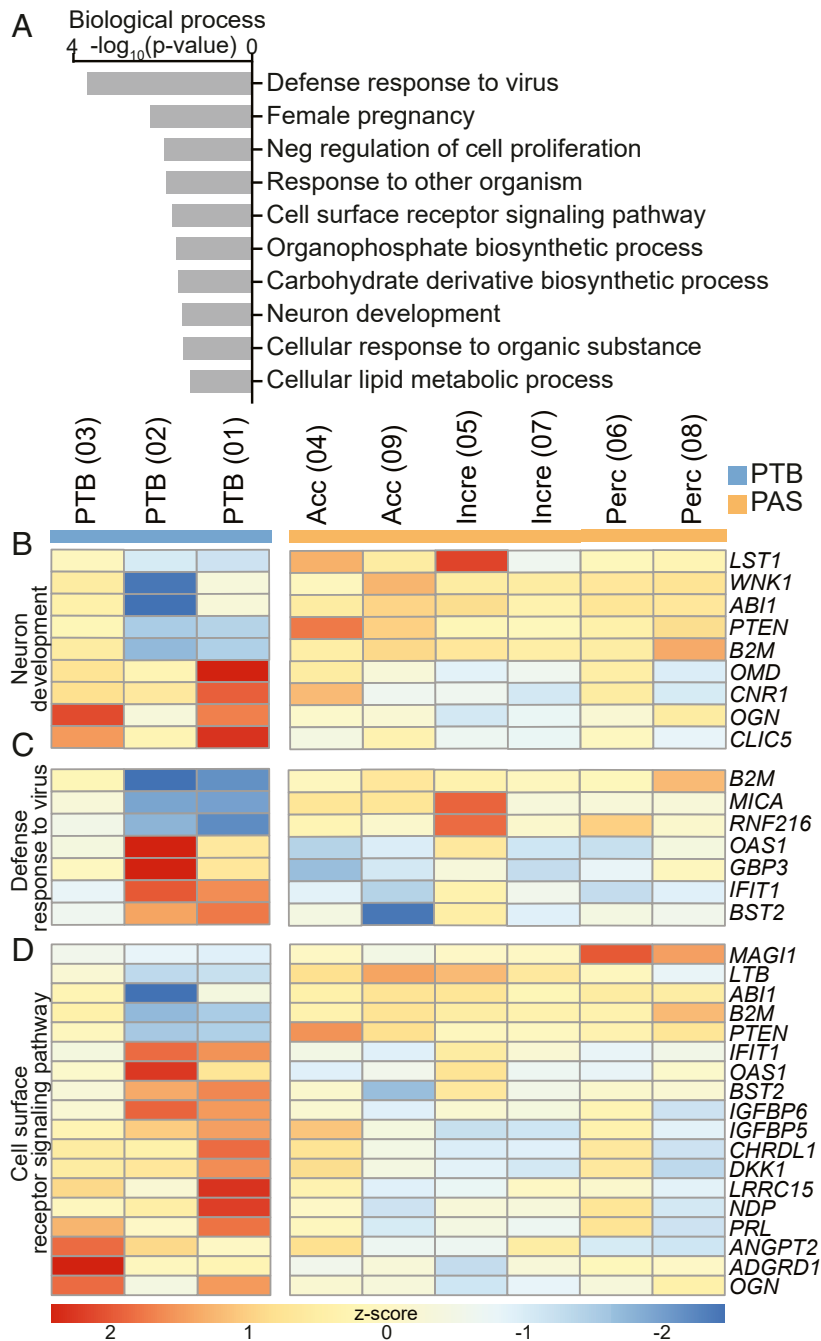 A
Biological process
4 -log10(p-value) 0
Defense response to virus
Female pregnancy
Neg regulation of cell proliferation
Response to other organism
Cell surface receptor signaling pathway
Organophosphate biosynthetic process
Carbohydrate derivative biosynthetic process
Neuron development
Cellular response to organic substance
Cellular lipid metabolic process
PTB (03)
PTB (02)
PTB (01)
Acc (04)
Acc (09)
Incre (05)
Incre (07)
Perc (06)
Perc (08)
PTB
PAS
B
Neuron
development
LST1
WNK1
ABI1
PTEN
B2M
OMD
CNR1
OGN
CLIC5
C
Defense
response to virus
B2M
MICA
RNF216
OAS1
GBP3
IFIT1
BST2
D
Cell surface
receptor signaling pathway
MAGI1
LTB
ABI1
B2M
PTEN
IFIT1
OAS1
BST2
IGFBP6
IGFBP5
CHRDL1
DKK1
LRRC15
NDP
PRL
ANGPT2
ADGRD1
OGN
z-score
2 1 0 -1 -2